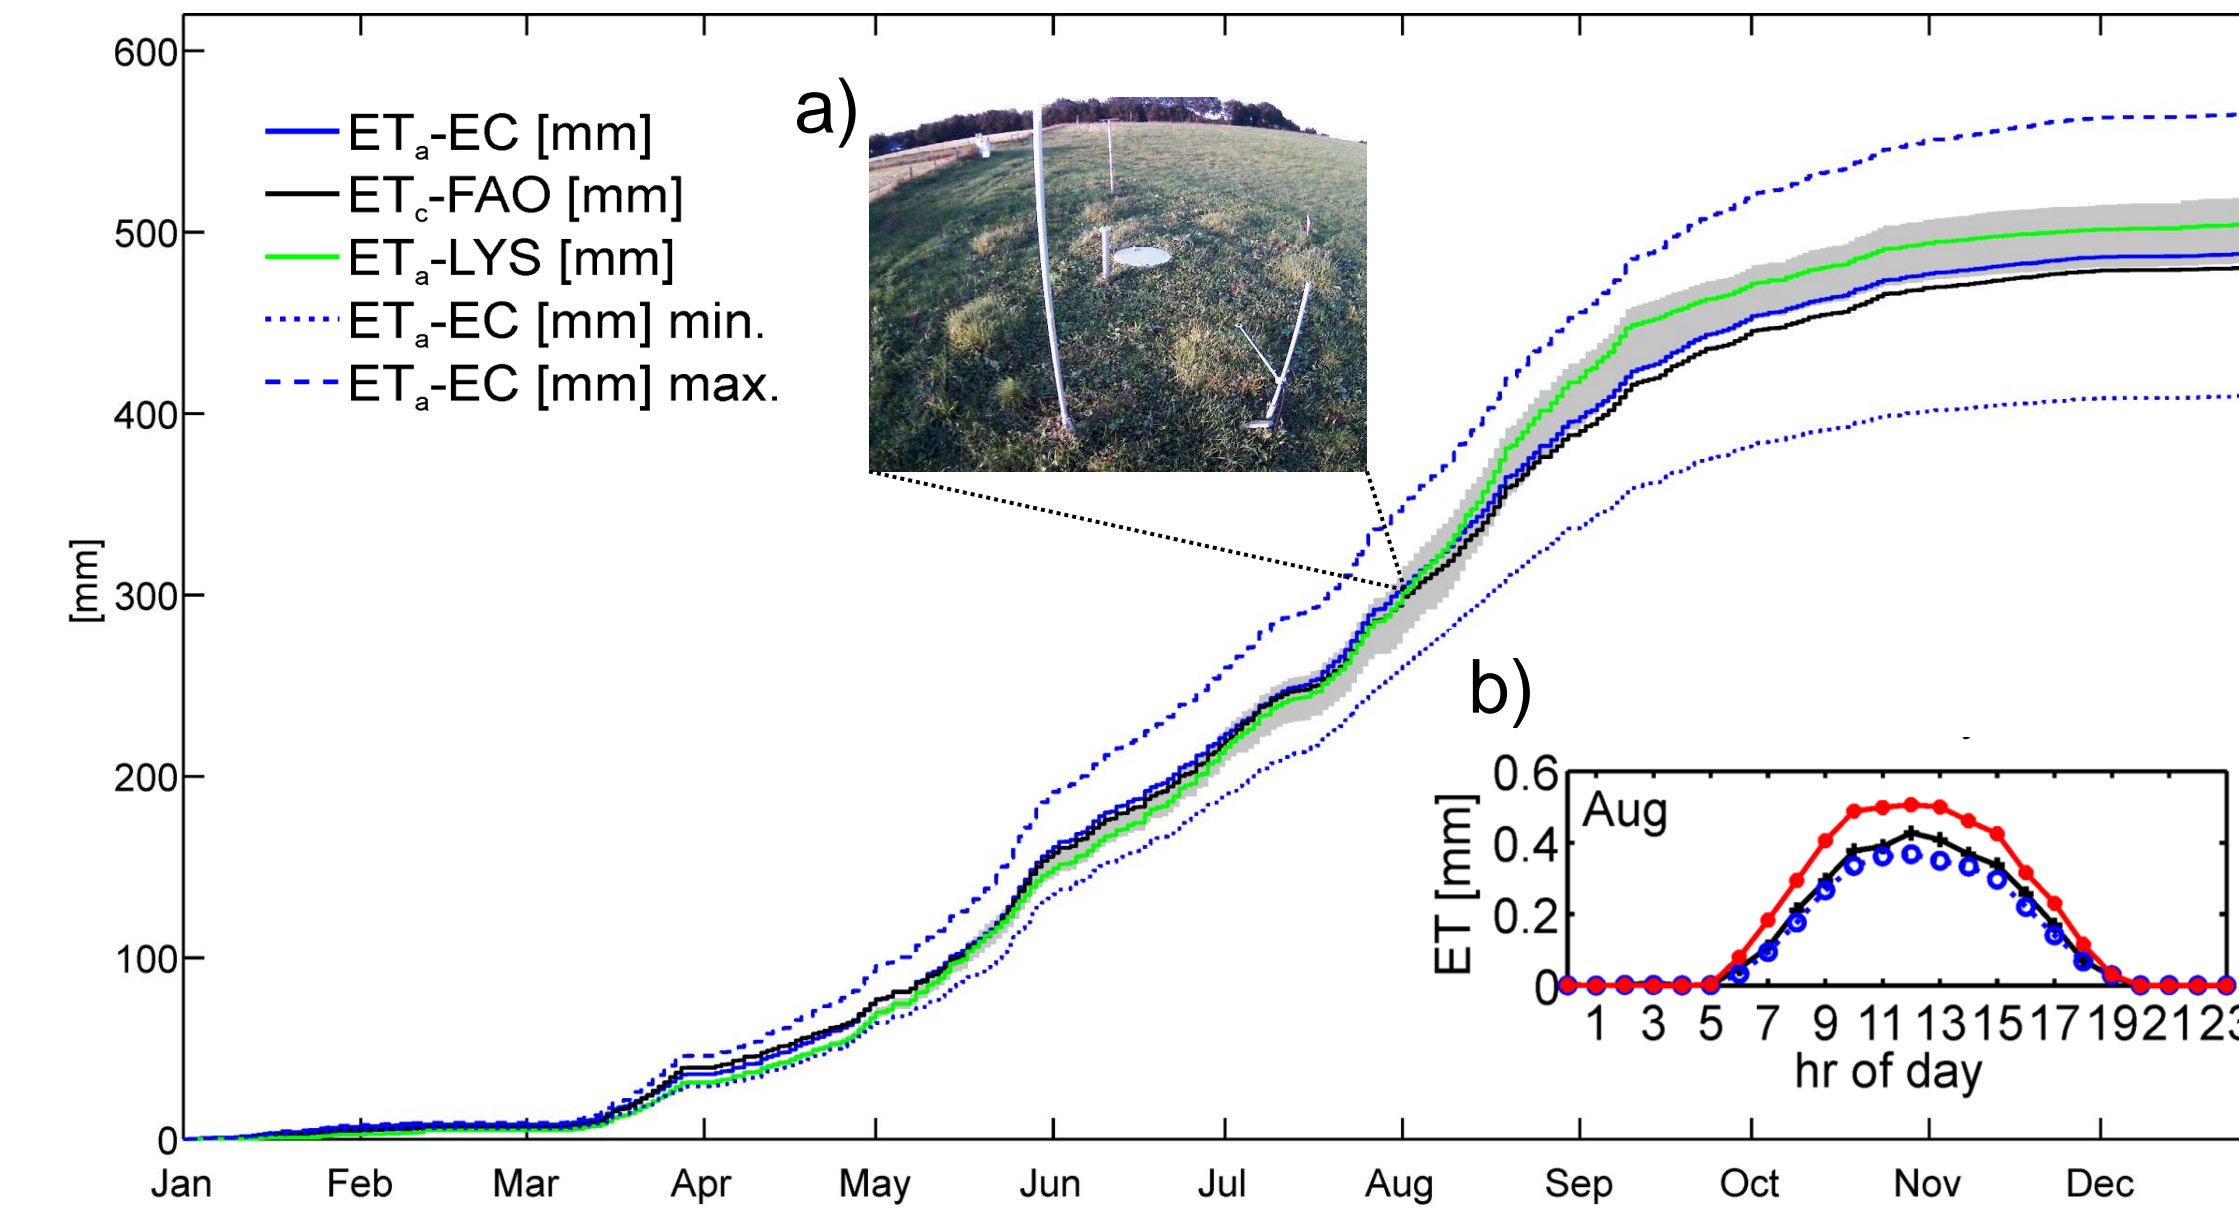 600
500
400
300
200
100
0
[mm]
ETa-EC [mm]
ETc-FAO [mm]
ETa-LYS [mm]
ETa-EC [mm] min.
ETa-EC [mm] max.
a)
b)
Aug
0.6
0.4
0.2
0
ET [mm]
1 3 5 7 9 11 13 15 17 19 21 23
hr of day
Jan Feb Mar Apr May Jun Jul Aug Sep Oct Nov Dec